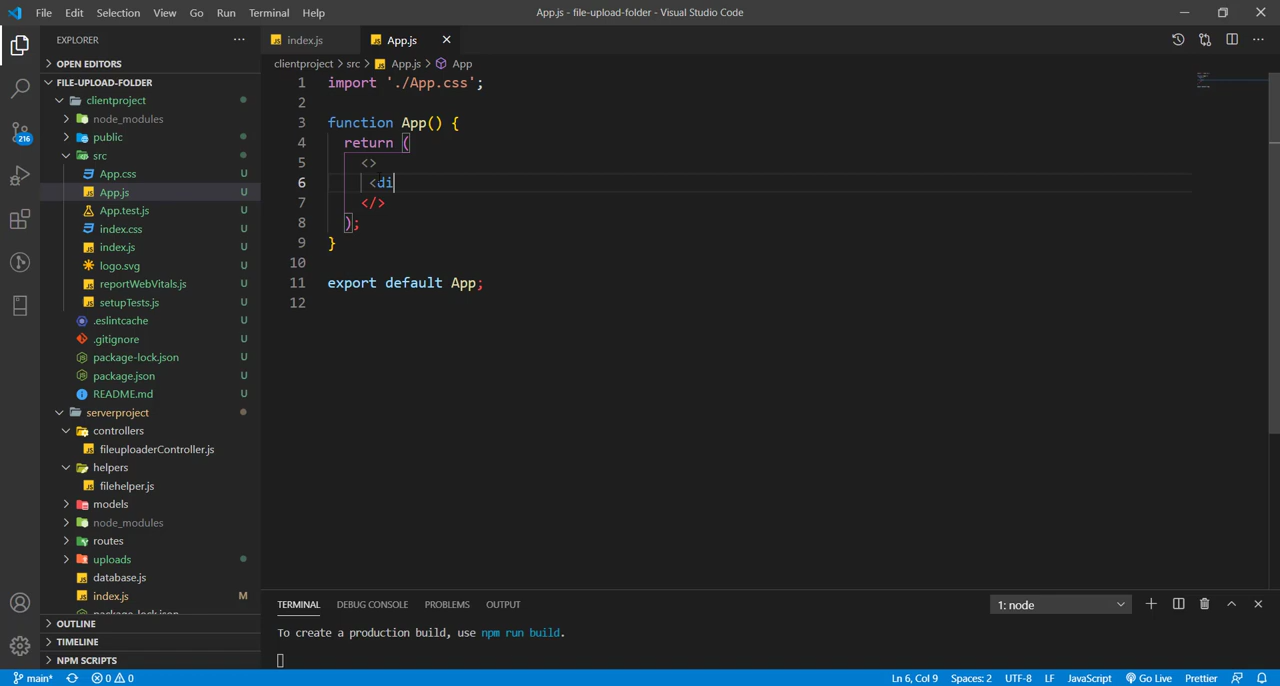 File Edit Selection View Go Run Terminal Help App.js - file-upload-folder - Visual Studio Code
EXPLORER
index.js App.js
clientproject > src > App.js > App
OPEN EDITORS
FILE-UPLOAD-FOLDER
clientproject
node_modules
public
src
App.css U
App.js U
App.test.js U
index.css U
index.js U
logo.svg U
reportWebVitals.js U
setupTests.js U
.eslintcache U
.gitignore U
package-lock.json U
package.json U
README.md U
serverproject
controllers
fileuploaderController.js
helpers
filehelper.js
models
node_modules
routes
uploads
database.js
index.js M
package-lock.json
OUTLINE
TIMELINE
NPM SCRIPTS
216
1 import './App.css';
2
3 function App() {
4 return (
5 <>
6 <di
7 </>
8 );
9 }
10
11 export default App;
12
TERMINAL DEBUG CONSOLE PROBLEMS OUTPUT 1: node
To create a production build, use npm run build.
main* 0 0 Ln 6, Col 9 Spaces: 2 UTF-8 LF JavaScript Go Live Prettier